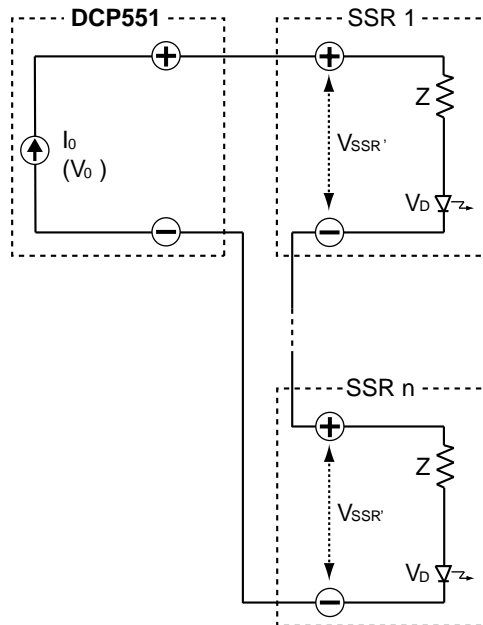 DCP551
SSR 1
+
+
Z
I₀
(V₀ )
VSSR'
VD
−
−
SSR n
+
Z
VSSR'
VD
−